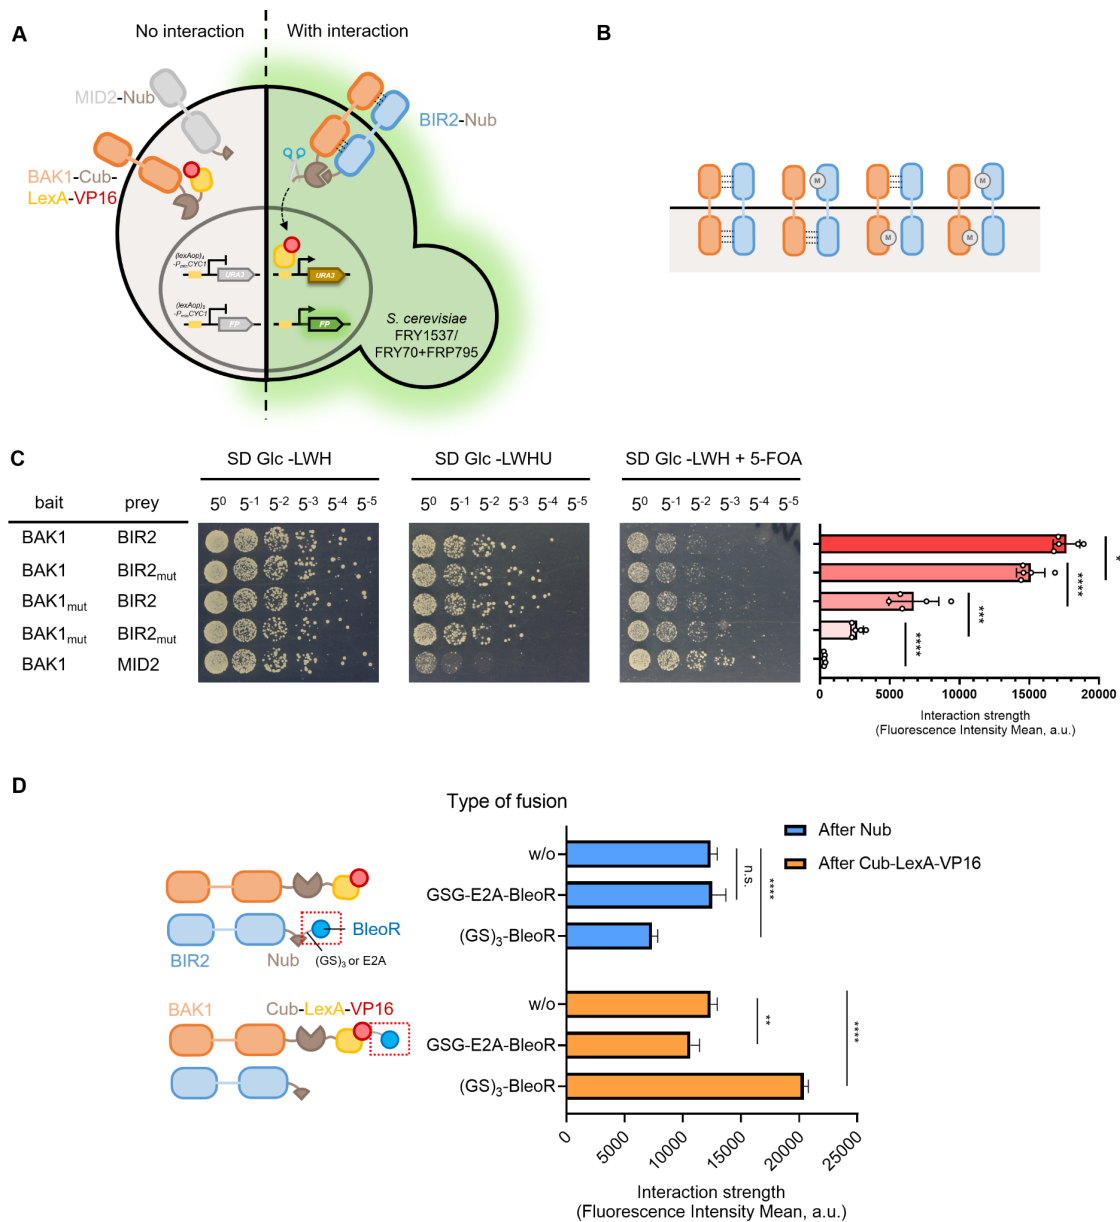 A
No interaction
With interaction
MID2-Nub
BIR2-Nub
BAK1-Cub-
LexA-VP16
(lexAop)
URA3
URA3
(lexAop)
FP
FP
S. cerevisiae
FRY1537/
FRY70+FRP795
B
M
M
M
M
C
SD Glc -LWH
SD Glc -LWHU
SD Glc -LWH + 5-FOA
bait prey
5⁰ 5⁻¹ 5⁻² 5⁻³ 5⁻⁴ 5⁻⁵
5⁰ 5⁻¹ 5⁻² 5⁻³ 5⁻⁴ 5⁻⁵
5⁰ 5⁻¹ 5⁻² 5⁻³ 5⁻⁴ 5⁻⁵
BAK1 BIR2
BAK1 BIR2mut
BAK1mut BIR2
BAK1mut BIR2mut
BAK1 MID2
*
****
***
****
0 5000 10000 15000 20000
Interaction strength
(Fluorescence Intensity Mean, a.u.)
D
Type of fusion
After Nub
After Cub-LexA-VP16
w/o
GSG-E2A-BleoR
(GS)₃-BleoR
n.s.
****
BleoR
(GS)₃ or E2A
BIR2
Nub
BAK1
Cub-LexA-VP16
w/o
GSG-E2A-BleoR
(GS)₃-BleoR
**
****
0 5000 10000 15000 20000 25000
Interaction strength
(Fluorescence Intensity Mean, a.u.)